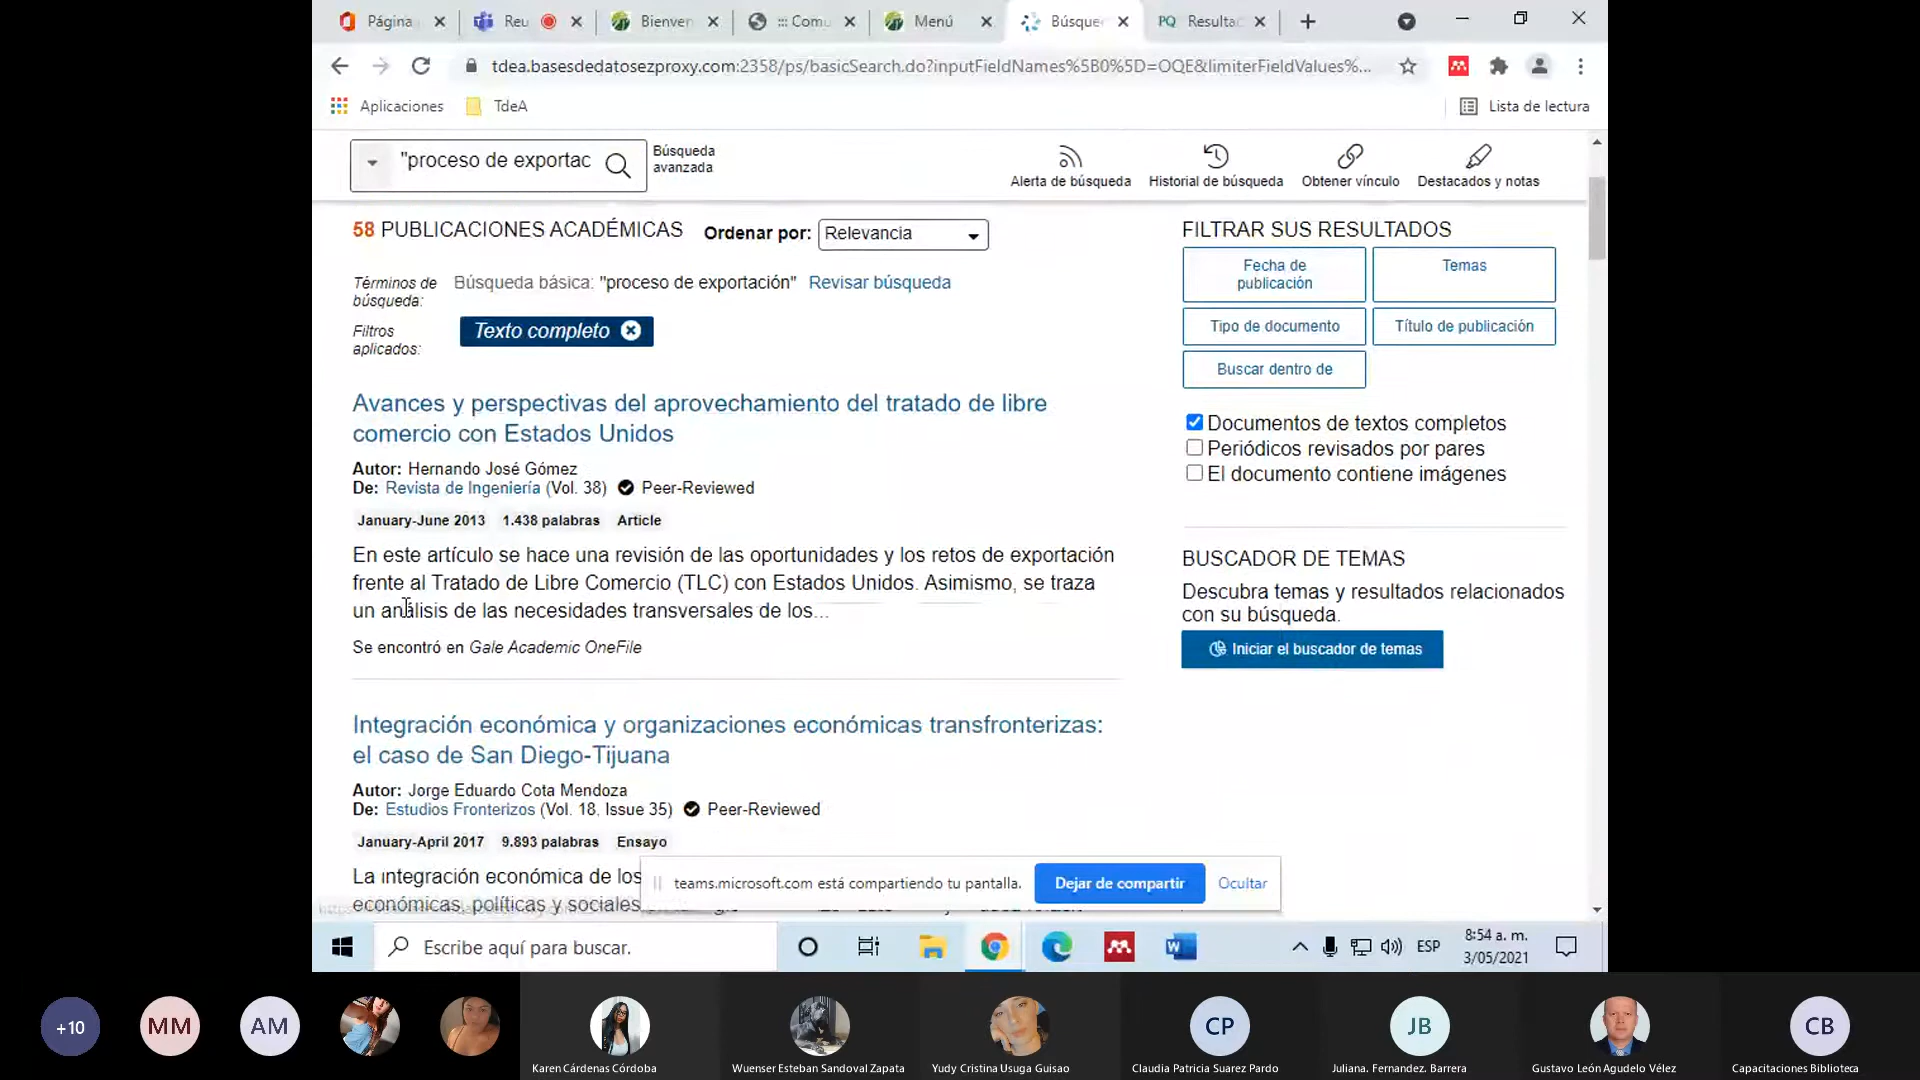 Página
Reu
Bienver
::: Comu
Menú
Búsque
PQ Resultac
tdea.basesdedatosezproxy.com:2358/ps/basicSearch.do?inputFieldNames%5B0%5D=OQE&limiterFieldValues%...
Aplicaciones
TdeA
Lista de lectura
"proceso de exportac
Búsqueda
avanzada
Alerta de búsqueda
Historial de búsqueda
Obtener vínculo
Destacados y notas
58 PUBLICACIONES ACADÉMICAS
Ordenar por: Relevancia
Términos de
búsqueda:
Búsqueda básica: "proceso de exportación" Revisar búsqueda
Filtros
aplicados:
Texto completo
Avances y perspectivas del aprovechamiento del tratado de libre
comercio con Estados Unidos
Autor: Hernando José Gómez
De: Revista de Ingeniería (Vol. 38) Peer-Reviewed
January-June 2013 1.438 palabras Article
En este artículo se hace una revisión de las oportunidades y los retos de exportación
frente al Tratado de Libre Comercio (TLC) con Estados Unidos. Asimismo, se traza
un análisis de las necesidades transversales de los...
Se encontró en Gale Academic OneFile
Integración económica y organizaciones económicas transfronterizas:
el caso de San Diego-Tijuana
Autor: Jorge Eduardo Cota Mendoza
De: Estudios Fronterizos (Vol. 18, Issue 35) Peer-Reviewed
January-April 2017 9.893 palabras Ensayo
La integración económica de los
económicas, políticas y sociales
FILTRAR SUS RESULTADOS
Fecha de
publicación
Temas
Tipo de documento
Título de publicación
Buscar dentro de
Documentos de textos completos
Periódicos revisados por pares
El documento contiene imágenes
BUSCADOR DE TEMAS
Descubra temas y resultados relacionados
con su búsqueda.
Iniciar el buscador de temas
teams.microsoft.com está compartiendo tu pantalla.
Dejar de compartir
Ocultar
Escribe aquí para buscar.
ESP
8:54 a. m.
3/05/2021
+10
MM
AM
CP
JB
CB
Karen Cárdenas Córdoba
Wuenser Esteban Sandoval Zapata
Yudy Cristina Usuga Guisao
Claudia Patricia Suarez Pardo
Juliana. Fernandez. Barrera
Gustavo León Agudelo Vélez
Capacitaciones Biblioteca